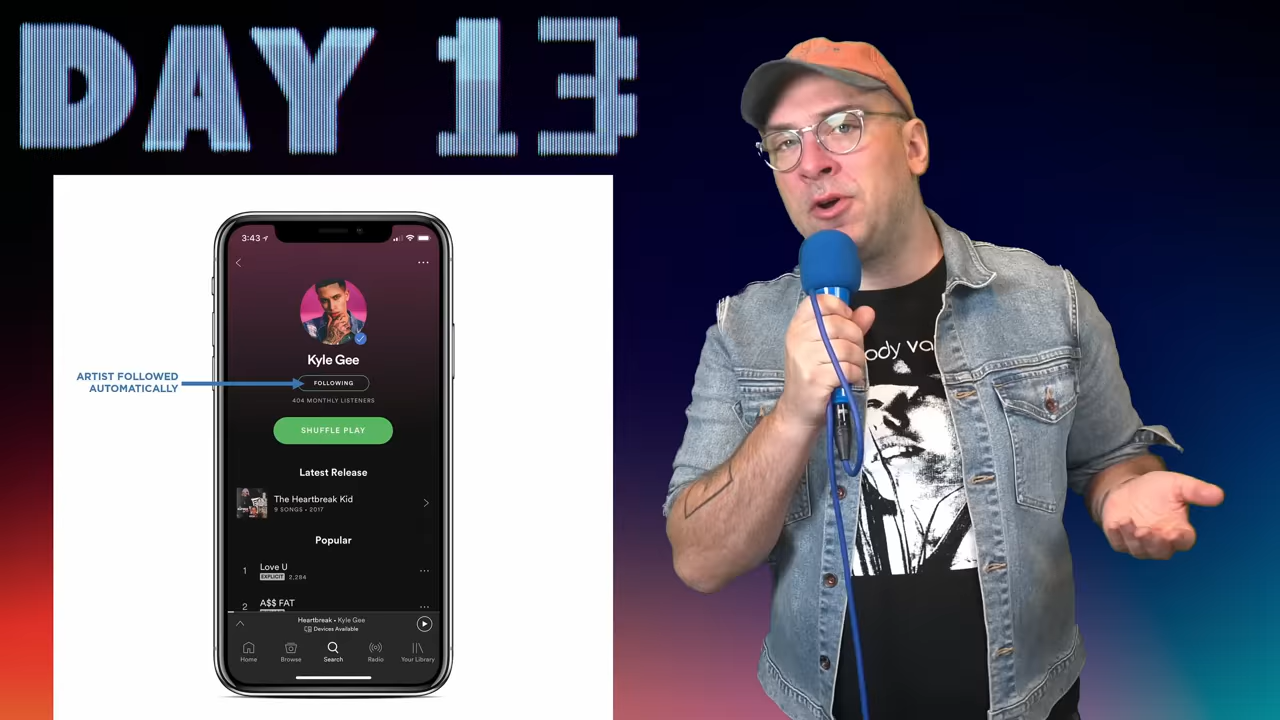 DAY 13
3:43
Kyle Gee
ARTIST FOLLOWED
AUTOMATICALLY
FOLLOWING
404 MONTHLY LISTENERS
SHUFFLE PLAY
Latest Release
The Heartbreak Kid
9 SONGS • 2017
Popular
1 Love U
EXPLICIT 2,284
2 A$$ FAT
Heartbreak • Kyle Gee
Devices Available
Home Browse Search Radio Your Library
ody va